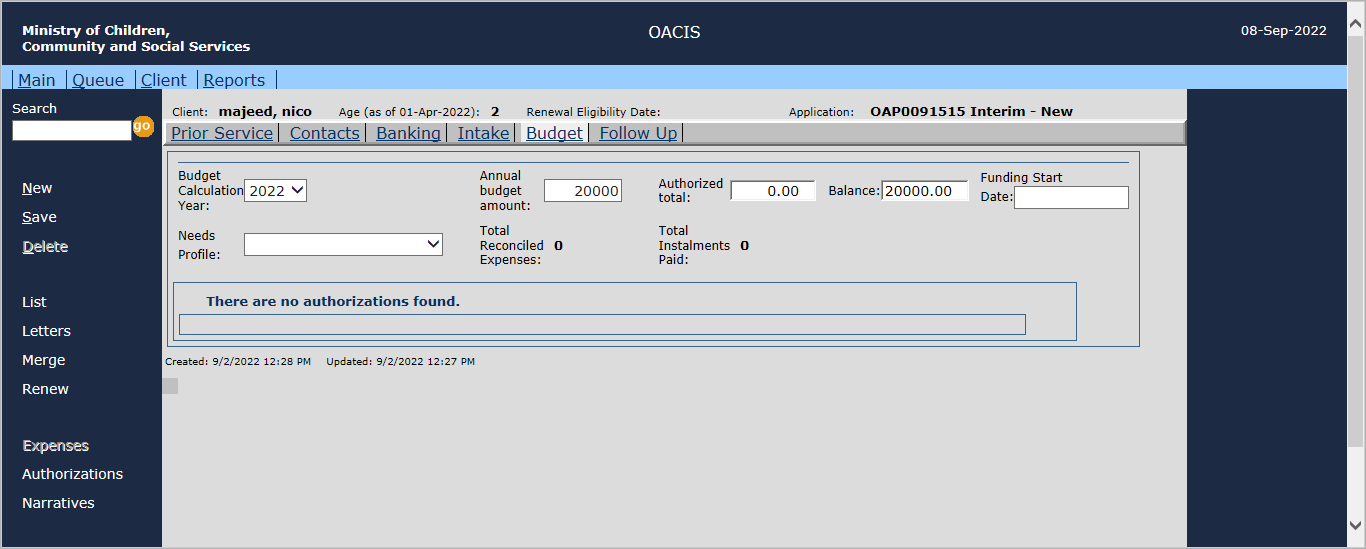 Ministry of Children,
Community and Social Services
OACIS
08-Sep-2022
Main Queue Client Reports
Search
go
New
Save
Delete
List
Letters
Merge
Renew
Expenses
Authorizations
Narratives
Client: majeed, nico Age (as of 01-Apr-2022): 2 Renewal Eligibility Date: Application: OAP0091515 Interim - New
Prior Service Contacts Banking Intake Budget Follow Up
Budget
Calculation
Year:
2022
Annual
budget
amount:
20000
Authorized
total:
0.00
Balance: 20000.00
Funding Start
Date:
Needs
Profile:
Total
Reconciled
Expenses:
0
Total
Instalments
Paid:
0
There are no authorizations found.
Created: 9/2/2022 12:28 PM Updated: 9/2/2022 12:27 PM